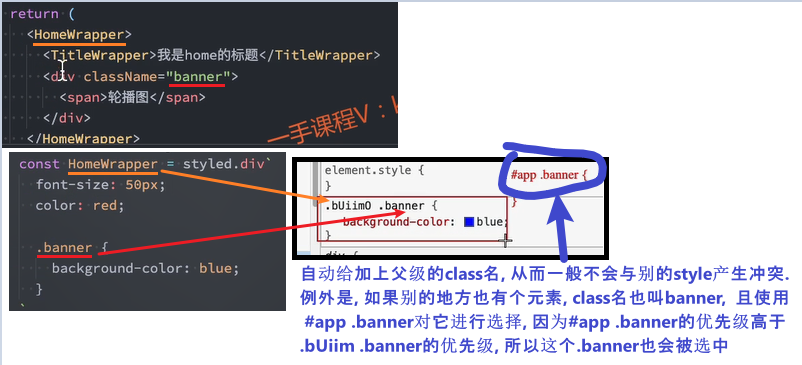 return (
<HomeWrapper>
<TitleWrapper>我是home的标题</TitleWrapper>
<div className="banner">
<span>轮播图</span>
</div>
</HomeWrapper>
一手课程V:
const HomeWrapper = styled.div`
font-size: 50px;
color: red;
.banner {
background-color: blue;
}
`
element.style {
}
.bUiimO .banner {
background-color: blue;
}
div {
#app .banner {
}
自动给加上父级的class名, 从而一般不会与别的style产生冲突.
例外是, 如果别的地方也有个元素, class名也叫banner, 且使用
#app .banner对它进行选择, 因为#app .banner的优先级高于
.bUiim .banner的优先级, 所以这个.banner也会被选中